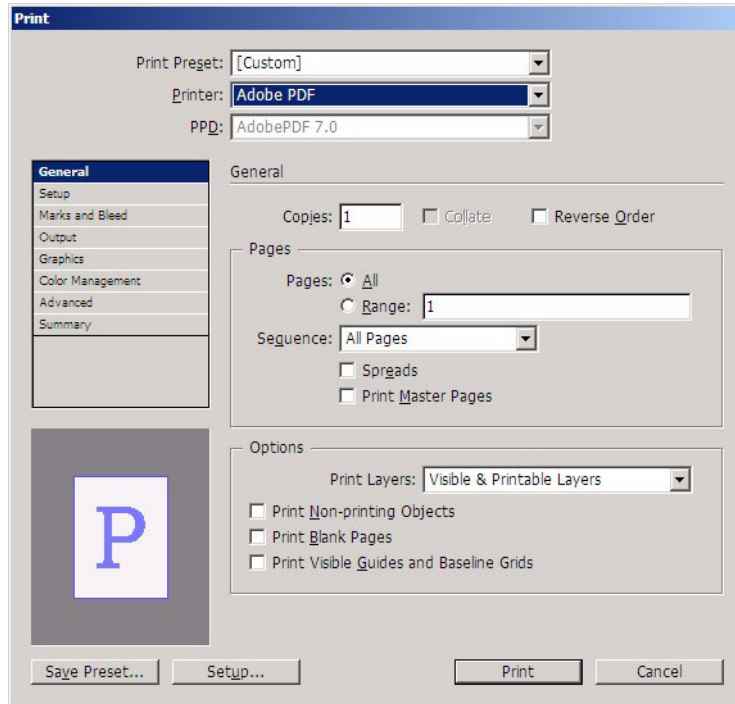 Print
Print Preset: [Custom]
Printer: Adobe PDF
PPD: AdobePDF 7.0
General
Setup
Marks and Bleed
Output
Graphics
Color Management
Advanced
Summary
General
Copies: 1 Collate Reverse Order
Pages
Pages: All
Range: 1
Sequence: All Pages
Spreads
Print Master Pages
Options
Print Layers: Visible & Printable Layers
Print Non-printing Objects
Print Blank Pages
Print Visible Guides and Baseline Grids
P
Save Preset... Setup... Print Cancel